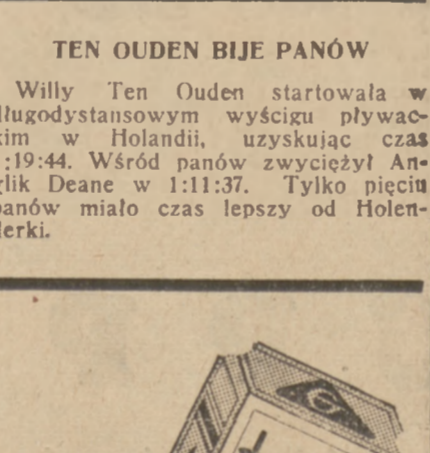 TEN OUDEN BIJE PANÓW
Willy Ten Ouden startowała w
ługodystansowym wyścigu pływac-
kim w Holandii, uzyskując czas
:19:44. Wśród panów zwyciężył An-
glik Deane w 1:11:37. Tylko pięciu
panów miało czas lepszy od Holen-
derki.